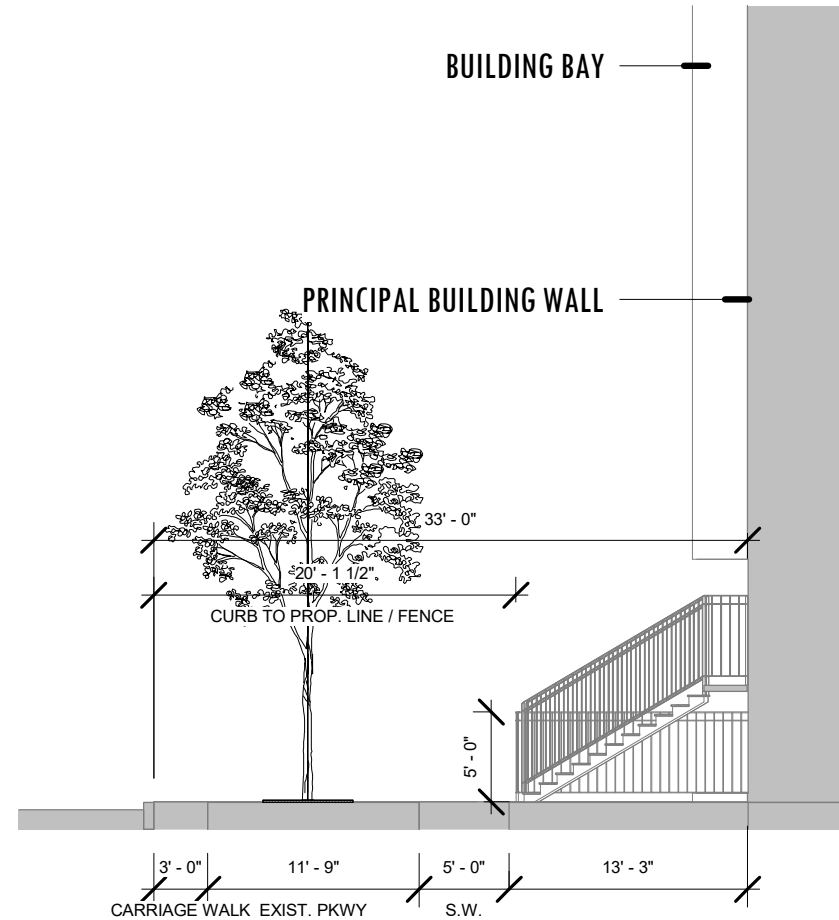 BUILDING BAY
PRINCIPAL BUILDING WALL
33' - 0"
20' - 1 1/2"
CURB TO PROP. LINE / FENCE
5' - 0"
3' - 0" 11' - 9" 5' - 0" 13' - 3"
CARRIAGE WALK EXIST. PKWY S.W.